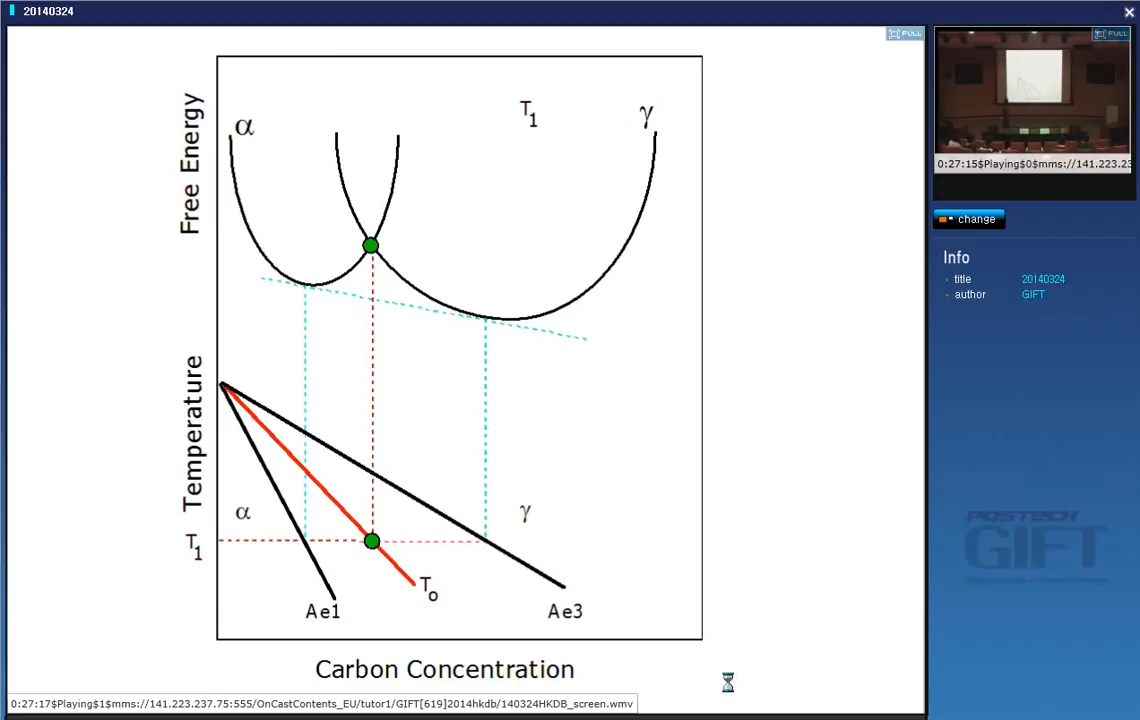 20140324
FULL
FULL
Free Energy
α
T1
γ
0:27:15$Playing$0$mms://141.223.23
change
Info
title 20140324
author GIFT
Temperature
α
γ
T1
To
Ae1
Ae3
POSTECH
GIFT
Carbon Concentration
0:27:17$Playing$1$mms://141.223.237.75:555/OnCastContents_EU/tutor1/GIFT[619]2014hkdb/140324HKDB_screen.wmv